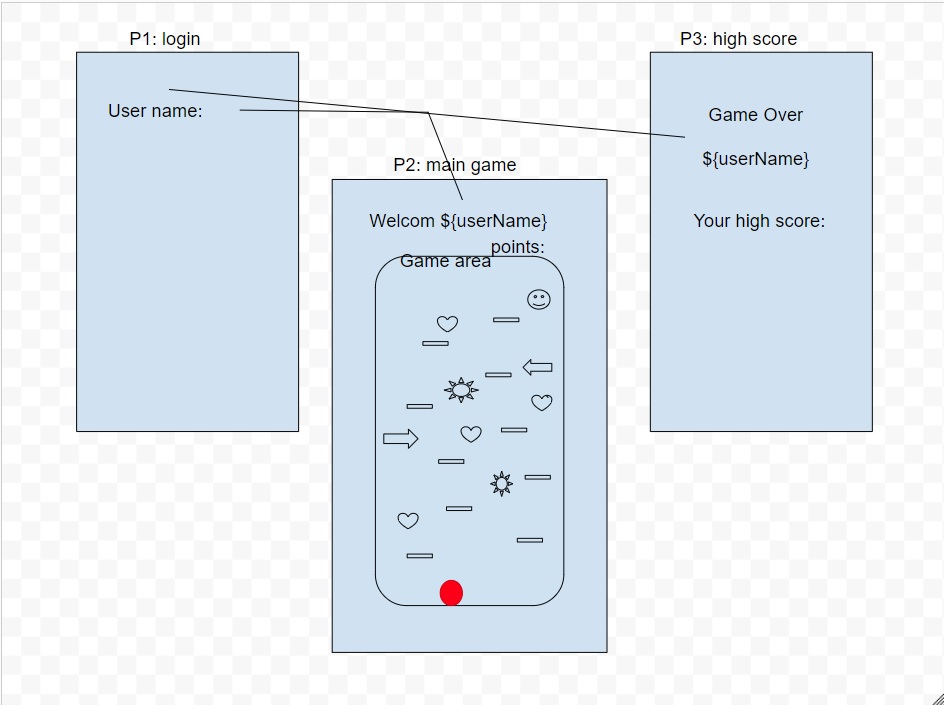 P1: login
User name:
P2: main game
Welcom ${userName}
points:
Game area
P3: high score
Game Over
${userName}
Your high score: